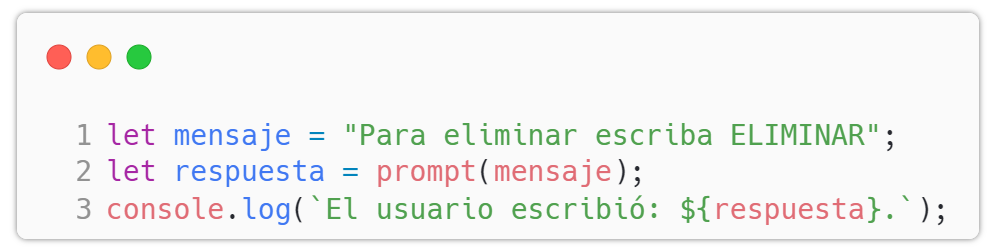 1 let mensaje = "Para eliminar escriba ELIMINAR";
2 let respuesta = prompt(mensaje);
3 console.log(`El usuario escribió: ${respuesta}.`);